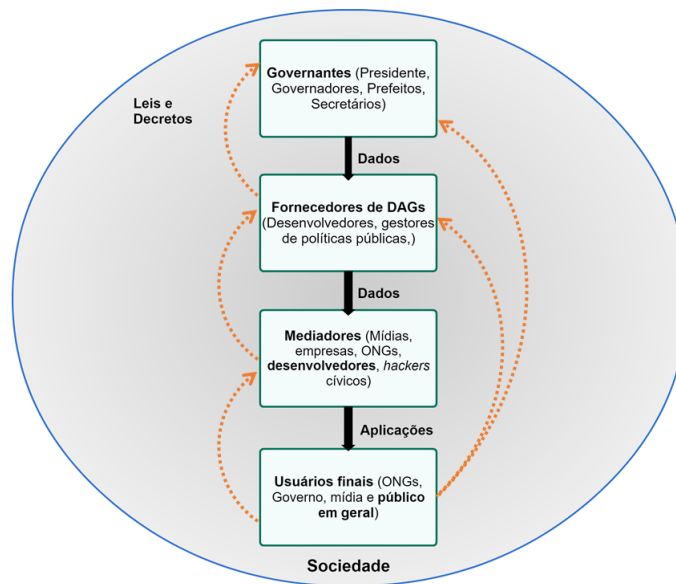 Governantes (Presidente,
Governadores, Prefeitos,
Secretários)
Leis e
Decretos
Dados
Fornecedores de DAGs
(Desenvolvedores, gestores
de políticas públicas,)
Dados
Mediadores (Mídias,
empresas, ONGs,
desenvolvedores, hackers
cívicos)
Aplicações
Usuários finais (ONGs,
Governo, mídia e público
em geral)
Sociedade